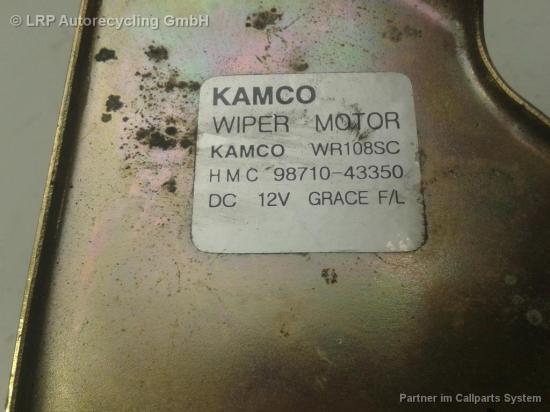 © LRP Autorecycling GmbH
KAMCO
WIPER MOTOR
KAMCO WR108SC
HMC 98710-43350
DC 12V GRACE F/L
Partner im Callparts System